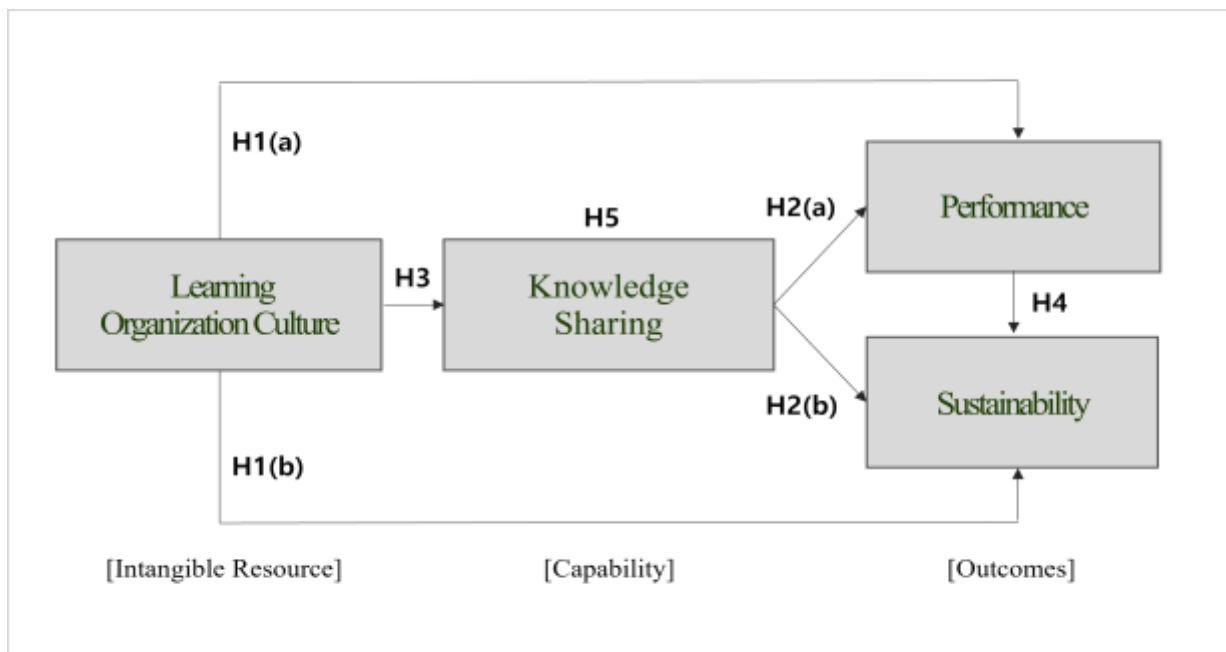 H1(a)
Performance
H2(a)
H5
Learning
Organization Culture
H3
Knowledge
Sharing
H4
H2(b)
Sustainability
H1(b)
[Intangible Resource]
[Capability]
[Outcomes]